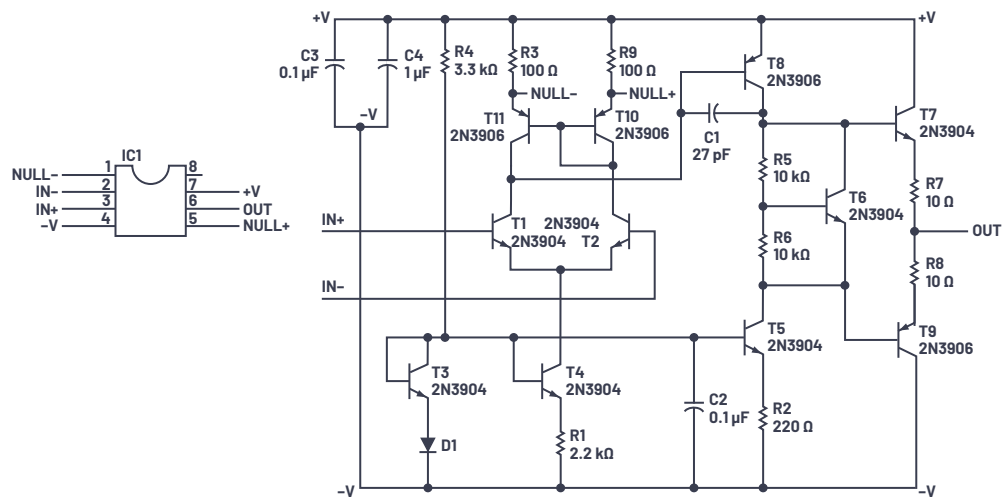 IC1
NULL–
IN–
IN+
–V
1
2
3
4
8
7
6
5
+V
OUT
NULL+
+V
+V
C3
0.1 µF
C4
1 µF
–V
R4
3.3 kΩ
R3
100 Ω
R9
100 Ω
NULL–
NULL+
T11
2N3906
T10
2N3906
T8
2N3906
C1
27 pF
T7
2N3904
R5
10 kΩ
T6
2N3904
R7
10 Ω
IN+
T1
2N3904
2N3904
T2
R6
10 kΩ
OUT
R8
10 Ω
IN–
T5
2N3904
T9
2N3906
T3
2N3904
T4
2N3904
C2
0.1 µF
R2
220 Ω
D1
R1
2.2 kΩ
–V
–V